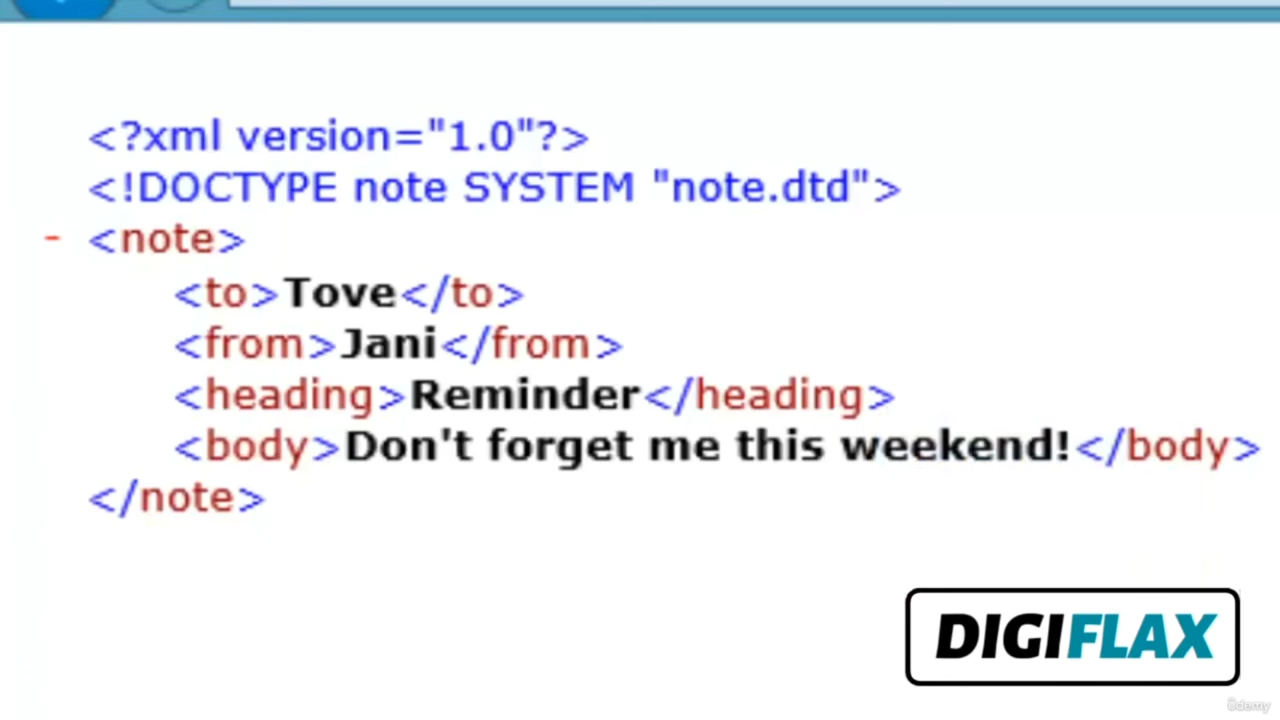 <?xml version="1.0"?>
<!DOCTYPE note SYSTEM "note.dtd">
- <note>
<to>Tove</to>
<from>Jani</from>
<heading>Reminder</heading>
<body>Don't forget me this weekend!</body>
</note>
DIGIFLAX
ûdemy